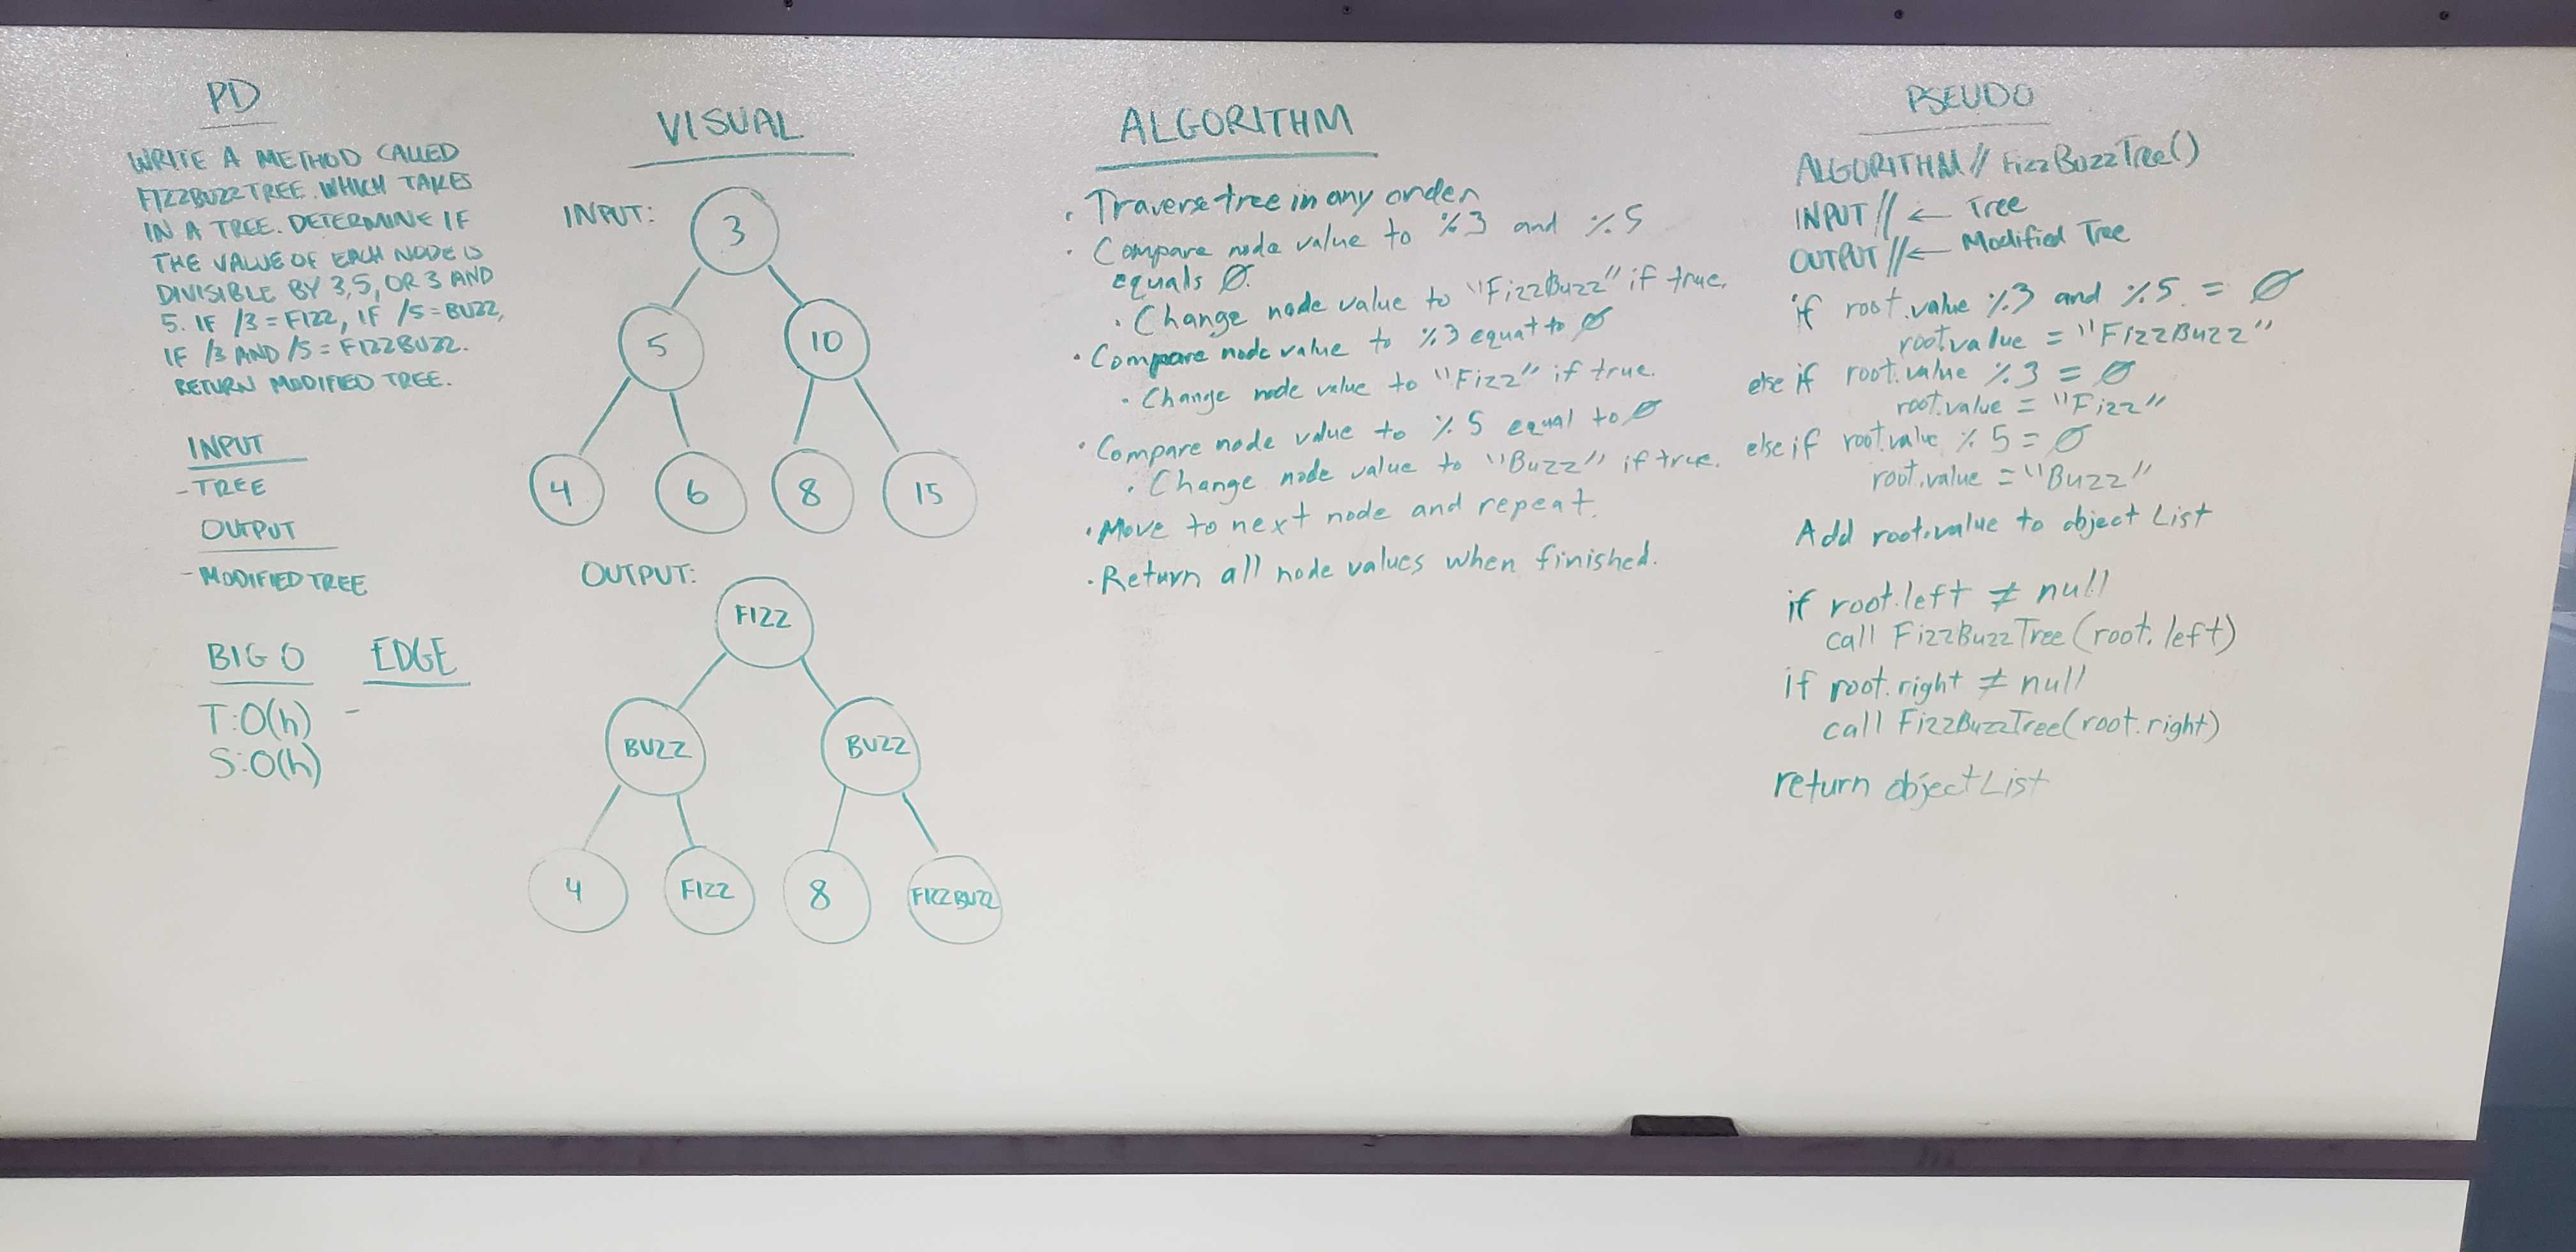 PD
WRITE A METHOD CALLED
FIZZBUZZTREE. WHICH TAKES
IN A TREE. DETERMINE IF
THE VALUE OF EACH NODE IS
DIVISIBLE BY 3,5, OR 3 AND
5. IF /3=FIZZ, IF /5=BUZZ,
IF /3 AND /5=FIZZBUZZ.
RETURN MODIFIED TREE.
INPUT
-TREE
OUTPUT
-MODIFIED TREE
BIG O
T:O(h)
S:O(h)
EDGE
-
VISUAL
INPUT:
3
5 10
4 6 8 15
OUTPUT:
FIZZ
BUZZ BUZZ
4 FIZZ 8 FIZZBUZZ
ALGORITHM
• Traverse tree in any order
• Compare node value to %3 and %5
equals Ø.
• Change node value to "FizzBuzz" if true.
• Compare node value to %3 equat to Ø
• Change node value to "Fizz" if true.
• Compare node value to %5 equal to Ø
• Change node value to "Buzz" if true.
• Move to next node and repeat.
• Return all node values when finished.
PSEUDO
ALGORITHM // FizzBuzzTree()
INPUT // ← Tree
OUTPUT // ← Modified Tree
if root.value %3 and %5 = Ø
root.value = "FizzBuzz"
else if root.value %3 = Ø
root.value = "Fizz"
else if root.value %5 = Ø
root.value = "Buzz"
Add root.value to object List
if root.left ≠ null
call FizzBuzzTree(root.left)
if root.right ≠ null
call FizzBuzzTree(root.right)
return objectList